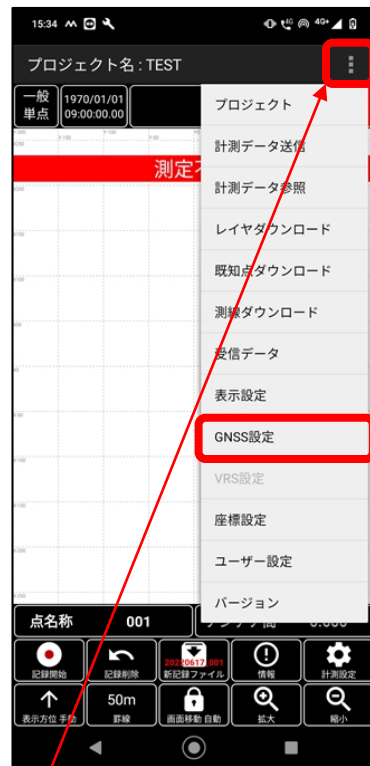 15:34
4G
4G+
プロジェクト名 : TEST
一般
単点
1970/01/01
09:00:00.00
測定
プロジェクト
計測データ送信
計測データ参照
レイヤダウンロード
既知点ダウンロード
測線ダウンロード
受信データ
表示設定
GNSS設定
VRS設定
座標設定
ユーザー設定
バージョン
点名称 001
記録開始
記録削除
20220617_001
新記録ファイル
情報
計測設定
表示方位 手動
50m
罫線
画面移動 自動
拡大
縮小